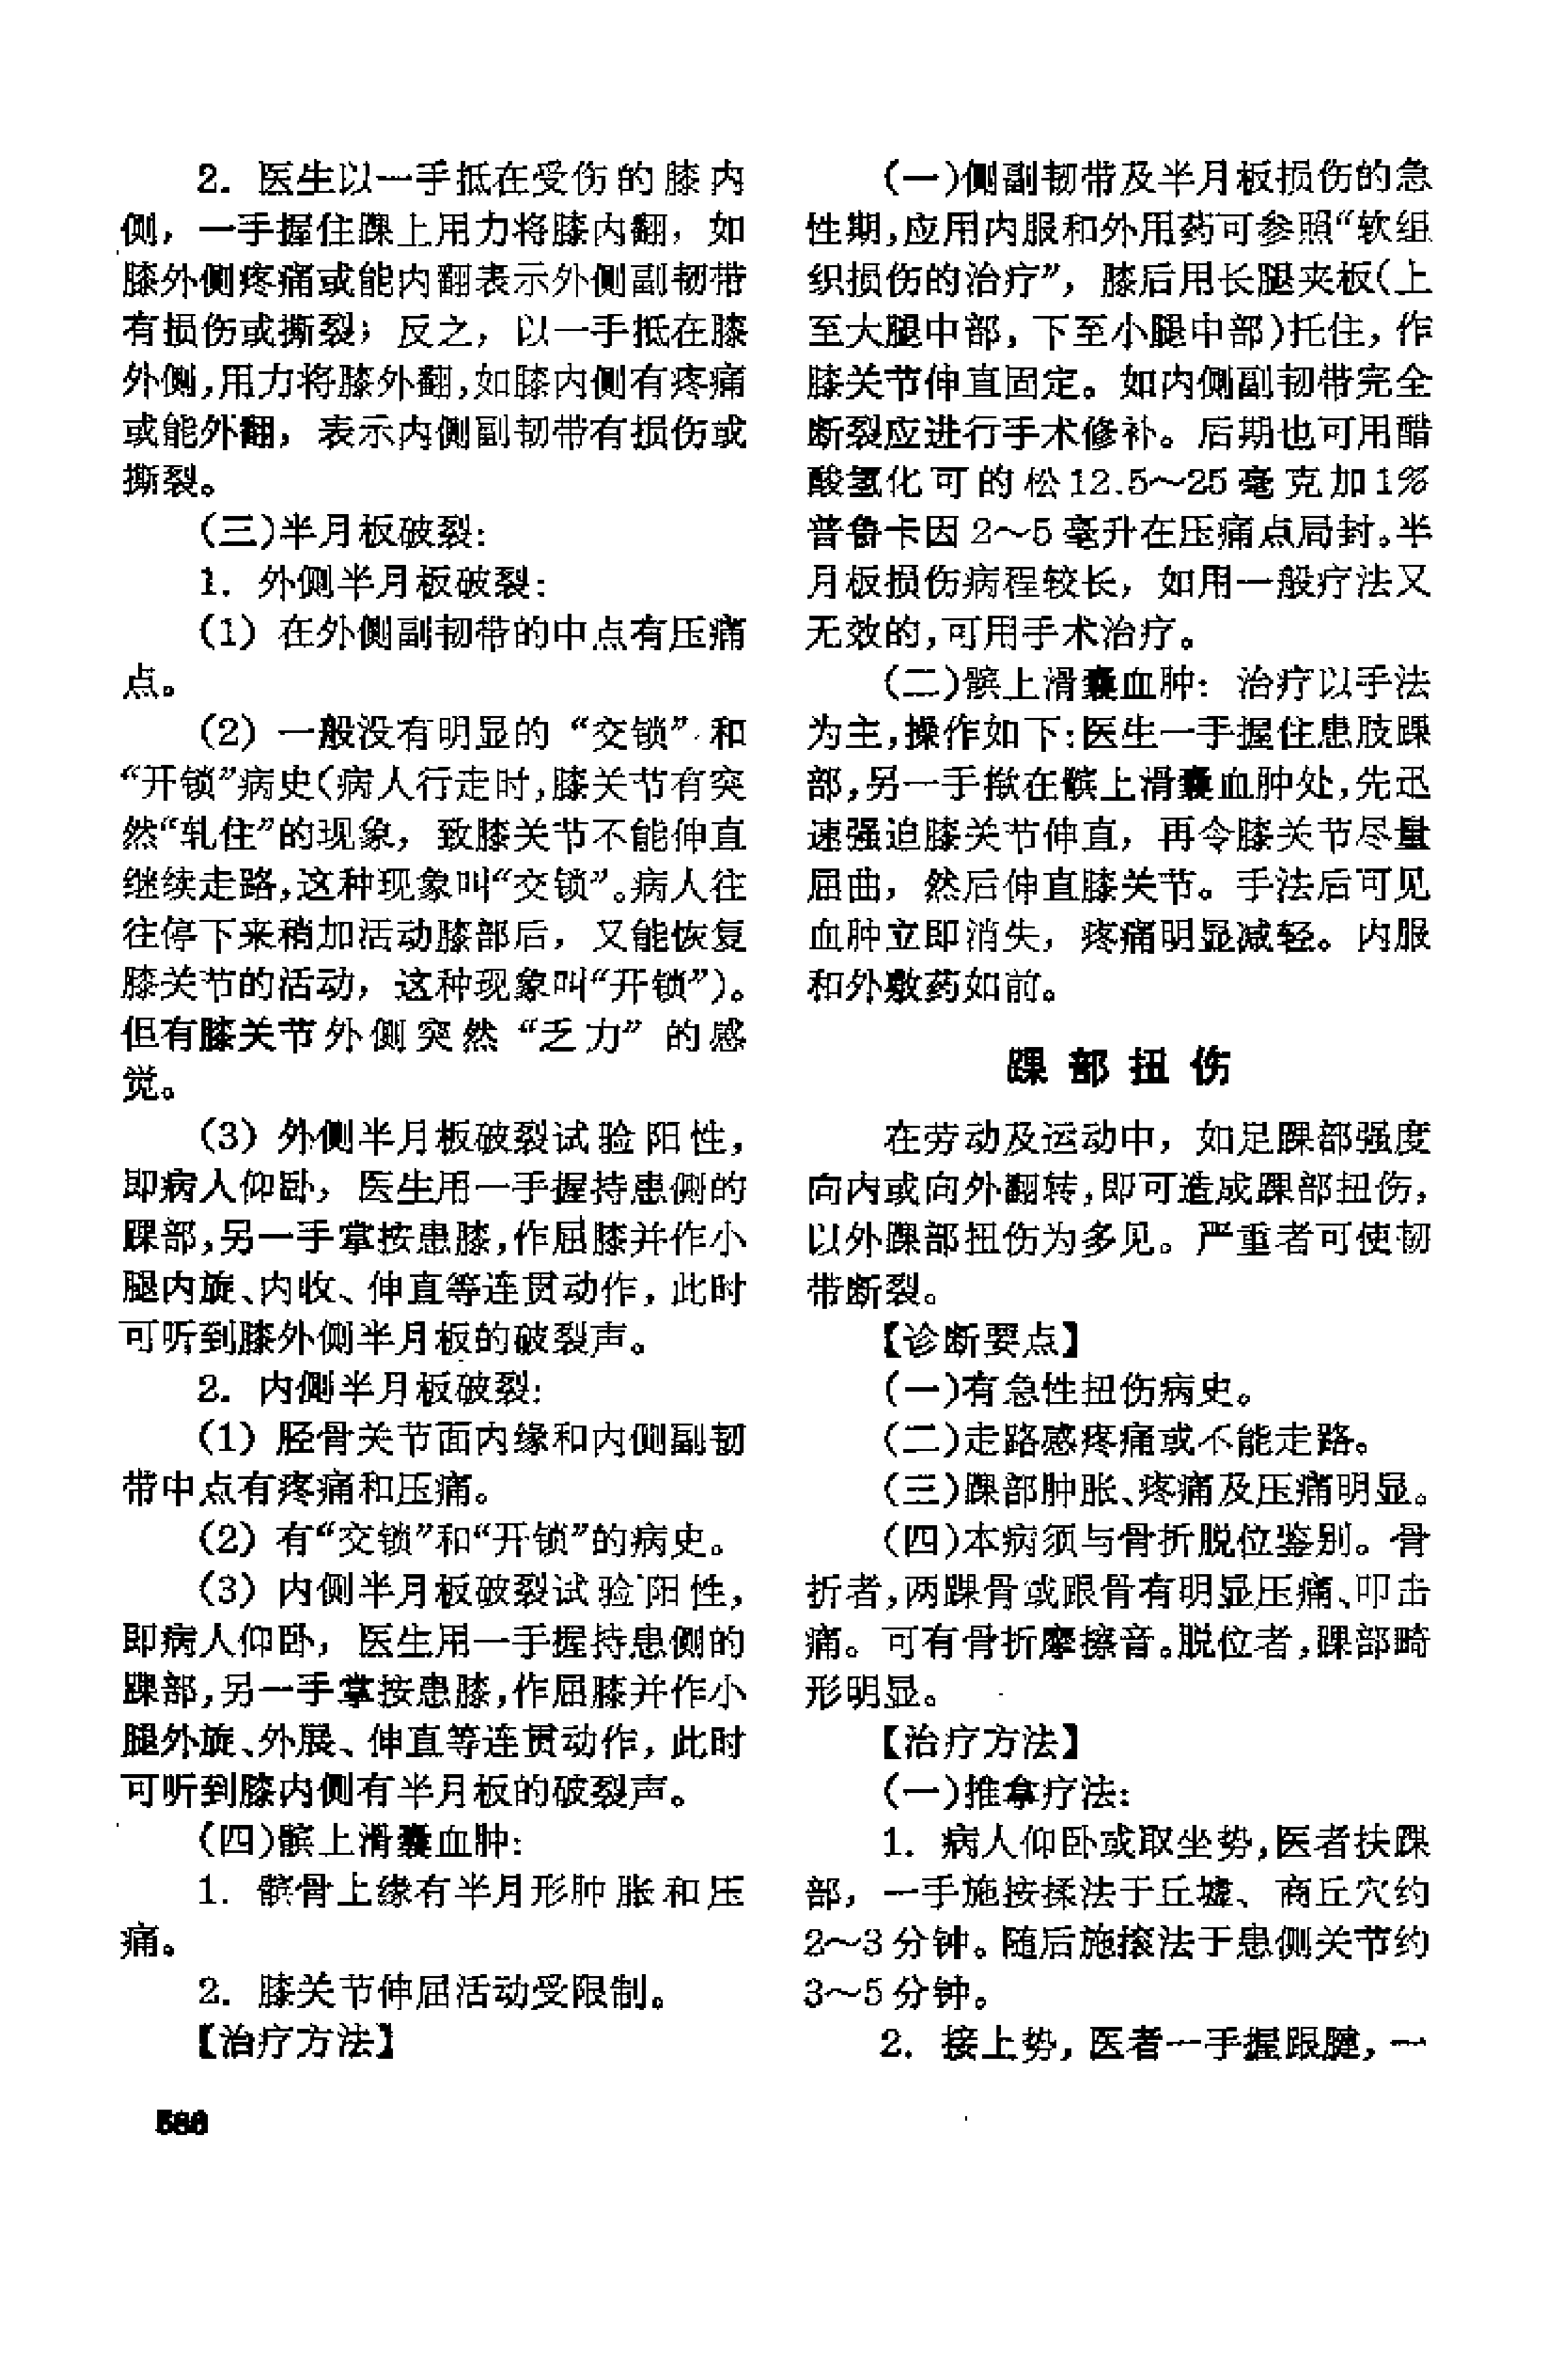 2. 医生以一手抵在受伤的膝内
侧，一手握住踝上用力将膝内翻，如
膝外侧疼痛或能内翻表示外侧副韧带
有损伤或撕裂；反之，以一手抵在膝
外侧,用力将膝外翻,如膝内侧有疼痛
或能外翻，表示内侧副韧带有损伤或
撕裂。
(三)半月板破裂:
1. 外侧半月板破裂:
(1) 在外侧副韧带的中点有压痛
点。
(2) 一般没有明显的“交锁”和
“开锁”病史(病人行走时,膝关节有突
然“轧住”的现象，致膝关节不能伸直
继续走路,这种现象叫“交锁”。病人往
往停下来稍加活动膝部后，又能恢复
膝关节的活动，这种现象叫“开锁”)。
但有膝关节外侧突然“乏力”的感
觉。
(3) 外侧半月板破裂试验阳性，
即病人仰卧，医生用一手握持患侧的
踝部,另一手掌按患膝,作屈膝并作小
腿内旋、内收、伸直等连贯动作，此时
可听到膝外侧半月板的破裂声。
2. 内侧半月板破裂:
(1) 胫骨关节面内缘和内侧副韧
带中点有疼痛和压痛。
(2) 有“交锁”和“开锁”的病史。
(3) 内侧半月板破裂试验阳性，
即病人仰卧，医生用一手握持患侧的
踝部,另一手掌按患膝,作屈膝并作小
腿外旋、外展、伸直等连贯动作，此时
可听到膝内侧有半月板的破裂声。
(四)髌上滑囊血肿:
1. 髌骨上缘有半月形肿胀和压
痛。
2. 膝关节伸屈活动受限制。
【治疗方法】
(一)侧副韧带及半月板损伤的急
性期,应用内服和外用药可参照“软组
织损伤的治疗”，膝后用长腿夹板(上
至大腿中部，下至小腿中部)托住，作
膝关节伸直固定。如内侧副韧带完全
断裂应进行手术修补。后期也可用醋
酸氢化可的松12.5～25毫克加1%
普鲁卡因2～5毫升在压痛点局封。半
月板损伤病程较长，如用一般疗法又
无效的,可用手术治疗。
(二)髌上滑囊血肿：治疗以手法
为主,操作如下:医生一手握住患肢踝
部,另一手揿在髌上滑囊血肿处,先迅
速强迫膝关节伸直，再令膝关节尽量
屈曲，然后伸直膝关节。手法后可见
血肿立即消失，疼痛明显减轻。内服
和外敷药如前。
踝部扭伤
在劳动及运动中，如足踝部强度
向内或向外翻转,即可造成踝部扭伤，
以外踝部扭伤为多见。严重者可使韧
带断裂。
【诊断要点】
(一)有急性扭伤病史。
(二)走路感疼痛或不能走路。
(三)踝部肿胀、疼痛及压痛明显。
(四)本病须与骨折脱位鉴别。骨
折者,两踝骨或跟骨有明显压痛、叩击
痛。可有骨折摩擦音。脱位者,踝部畸
形明显。
【治疗方法】
(一)推拿疗法:
1. 病人仰卧或取坐势,医者扶踝
部，一手施按揉法于丘墟、商丘穴约
2～3分钟。随后施㨰法于患侧关节约
3～5分钟。
2. 接上势，医者一手握跟腱，一